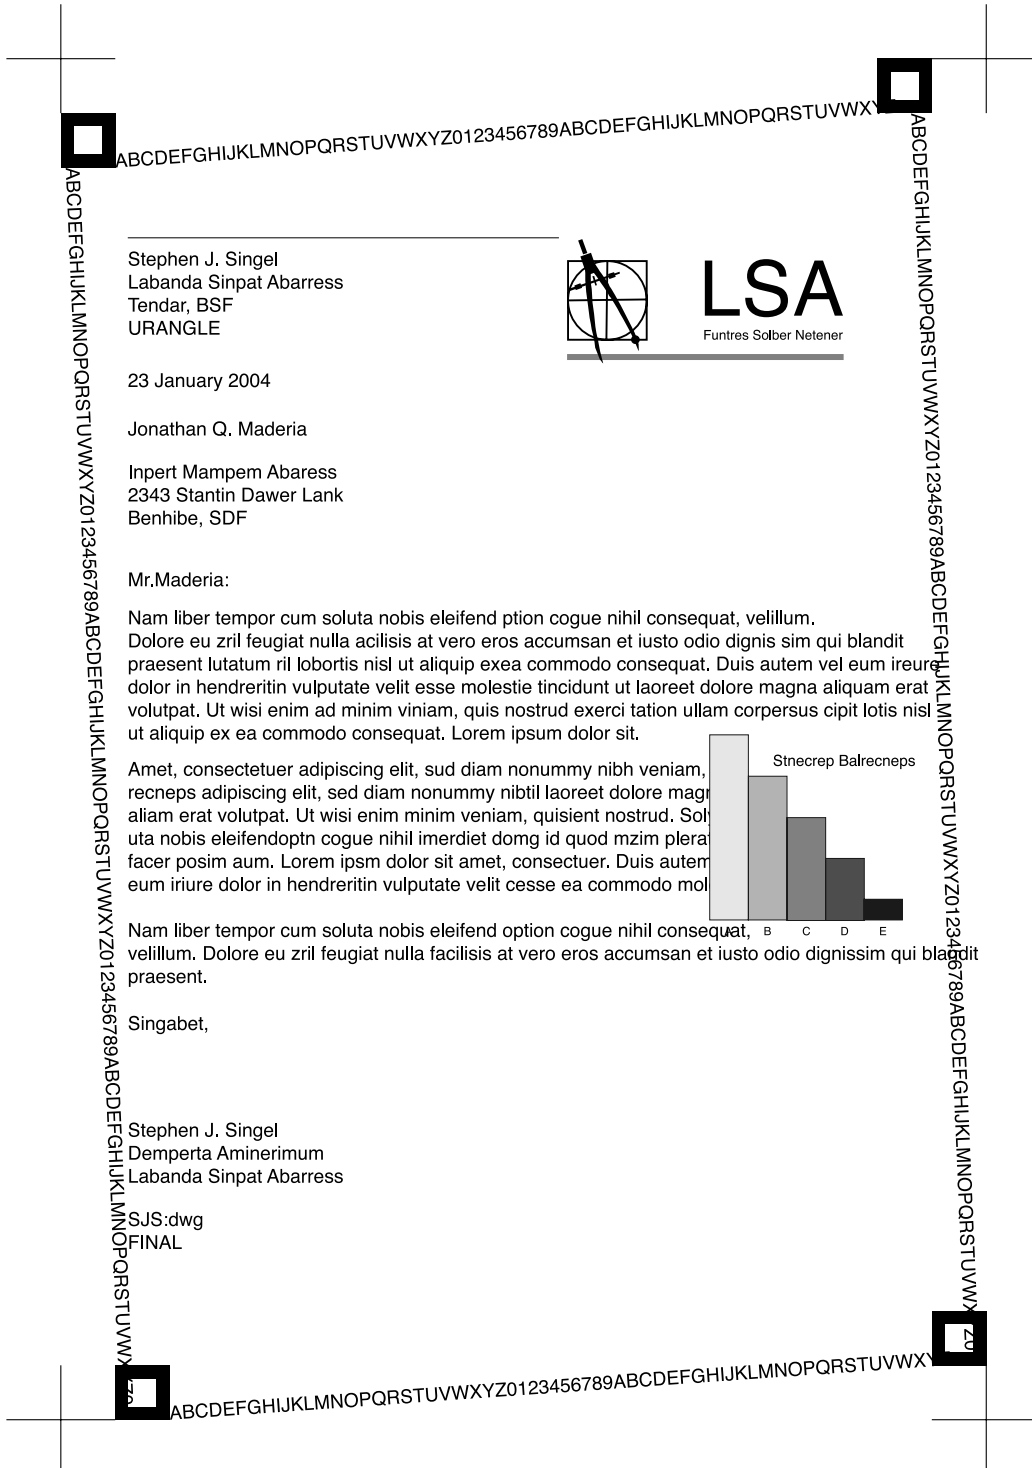 ABCDEFGHIJKLMNOPQRSTUVWXYZ0123456789ABCDEFGHIJKLMNOPQRSTUVWXY
ABCDEFGHIJKLMNOPQRSTUVWXYZ0123456789ABCDEFGHIJKLMNOPQRSTUVWXYZ0123456789ABCDEFGHIJKLMNOPQRSTUVWX
Stephen J. Singel
Labanda Sinpat Abarress
Tendar, BSF
URANGLE
LSA
Funtres Solber Netener
23 January 2004
Jonathan Q. Maderia
Inpert Mampem Abaress
2343 Stantin Dawer Lank
Benhibe, SDF
Mr.Maderia:
Nam liber tempor cum soluta nobis eleifend ption cogue nihil consequat, velillum.
Dolore eu zril feugiat nulla acilisis at vero eros accumsan et iusto odio dignis sim qui blandit
praesent lutatum ril lobortis nisl ut aliquip exea commodo consequat. Duis autem vel eum ireure
dolor in hendreritin vulputate velit esse molestie tincidunt ut laoreet dolore magna aliquam erat
volutpat. Ut wisi enim ad minim viniam, quis nostrud exerci tation ullam corpersus cipit lotis nisl
ut aliquip ex ea commodo consequat. Lorem ipsum dolor sit.
Amet, consectetuer adipiscing elit, sud diam nonummy nibh veniam,
recneps adipiscing elit, sed diam nonummy nibtil laoreet dolore magr
aliam erat volutpat. Ut wisi enim minim veniam, quisient nostrud.
uta nobis eleifendoptn cogue nihil imerdiet domg id quod mzim
facer posim aum. Lorem ipsm dolor sit amet, consectuer. Duis autem
eum iriure dolor in hendreritin vulputate velit cesse ea commodo mol
Stnecrep Balrecneps
A B C D E
Nam liber tempor cum soluta nobis eleifend option cogue nihil consequat,
velillum. Dolore eu zril feugiat nulla facilisis at vero eros accumsan et iusto odio dignissim qui blandit
praesent.
Singabet,
Stephen J. Singel
Demperta Aminerimum
Labanda Sinpat Abarress
SJS:dwg
FINAL
ABCDEFGHIJKLMNOPQRSTUVWXYZ0123456789ABCDEFGHIJKLMNOPQRSTUVWXYZ0123456789ABCDEFGHIJKLMNOPQRSTUVWX Z0
ABCDEFGHIJKLMNOPQRSTUVWXYZ0123456789ABCDEFGHIJKLMNOPQRSTUVWXY